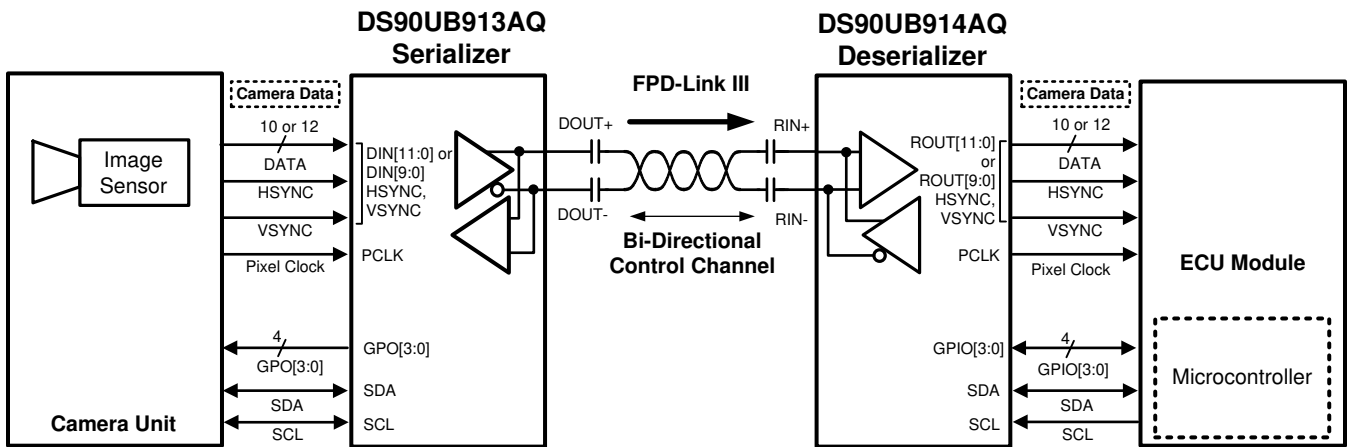 DS90UB913AQ
Serializer
DS90UB914AQ
Deserializer
Camera Data
FPD-Link III
Camera Data
10 or 12
DATA
HSYNC
VSYNC
Pixel Clock
Image
Sensor
DIN[11:0] or
DIN[9:0]
HSYNC,
VSYNC
PCLK
DOUT+
DOUT-
RIN+
RIN-
Bi-Directional
Control Channel
ROUT[11:0]
or
ROUT[9:0]
HSYNC,
VSYNC
PCLK
10 or 12
DATA
HSYNC
VSYNC
Pixel Clock
ECU Module
4
GPO[3:0]
GPO[3:0]
SDA
SDA
SCL
SCL
Camera Unit
GPIO[3:0]
4
GPIO[3:0]
SDA
SDA
SCL
SCL
Microcontroller